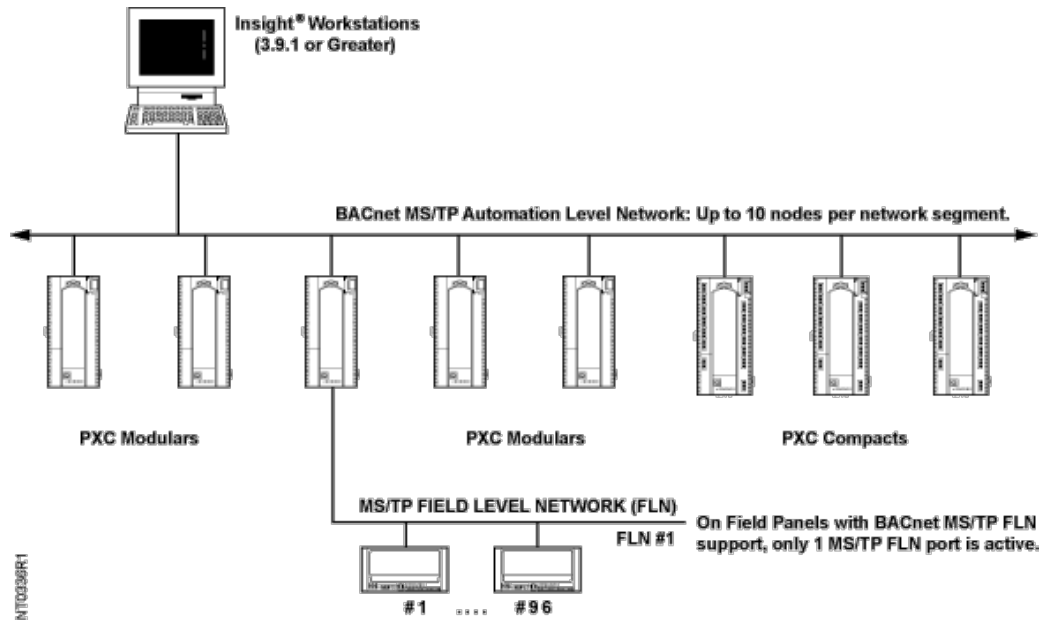 Insight® Workstations
(3.9.1 or Greater)
BACnet MS/TP Automation Level Network: Up to 10 nodes per network segment.
PXC Modulars
PXC Modulars
PXC Compacts
MS/TP FIELD LEVEL NETWORK (FLN)
FLN #1
On Field Panels with BACnet MS/TP FLN
support, only 1 MS/TP FLN port is active.
#1 .... #96
INT0336R1